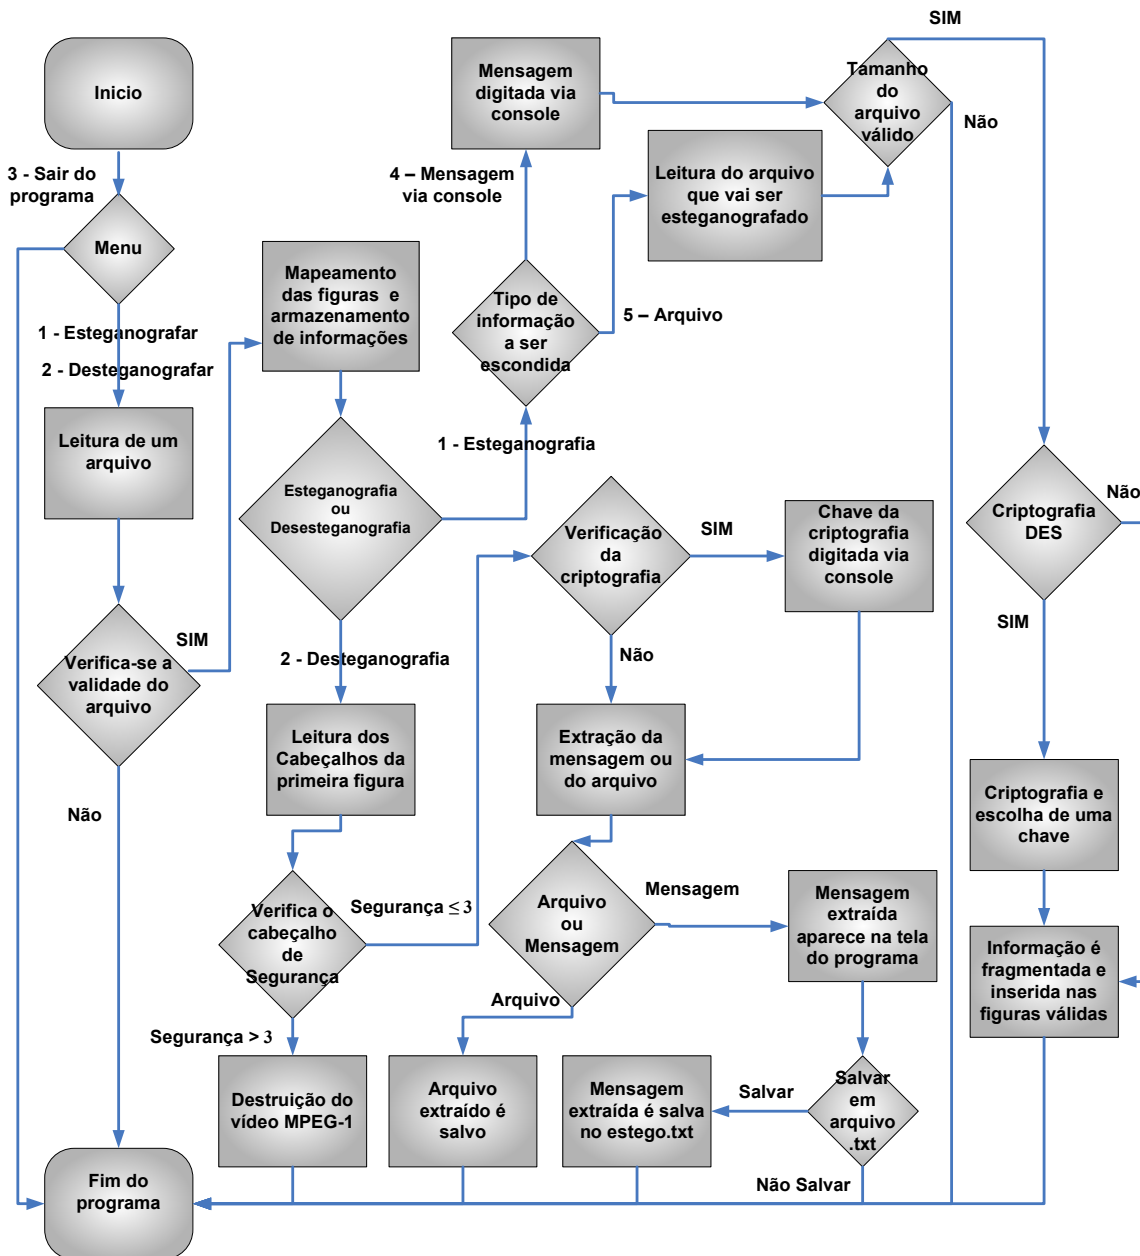 Inicio
3 - Sair do
programa
Menu
1 - Esteganografar
2 - Desteganografar
Leitura de um
arquivo
Verifica-se a
validade do
arquivo
SIM
Não
Fim do
programa
Mapeamento
das figuras e
armazenamento
de informações
Esteganografia
ou
Desesteganografia
1 - Esteganografia
2 - Desteganografia
Leitura dos
Cabeçalhos da
primeira figura
Verifica o
cabeçalho
de
Segurança
Segurança ≤ 3
Segurança > 3
Destruição do
vídeo MPEG-1
Tipo de
informação
a ser
escondida
4 – Mensagem
via console
5 – Arquivo
Mensagem
digitada via
console
Leitura do arquivo
que vai ser
esteganografado
Tamanho
do
arquivo
válido
SIM
Não
Verificação
da
criptografia
SIM
Não
Chave da
criptografia
digitada via
console
Extração da
mensagem ou
do arquivo
Arquivo
ou
Mensagem
Mensagem
Arquivo
Arquivo
extraído é
salvo
Mensagem
extraída
aparece na tela
do programa
Salvar
em
arquivo
.txt
Salvar
Não Salvar
Mensagem
extraída é salva
no estego.txt
Criptografia
DES
Não
SIM
Criptografia e
escolha de uma
chave
Informação é
fragmentada e
inserida nas
figuras válidas